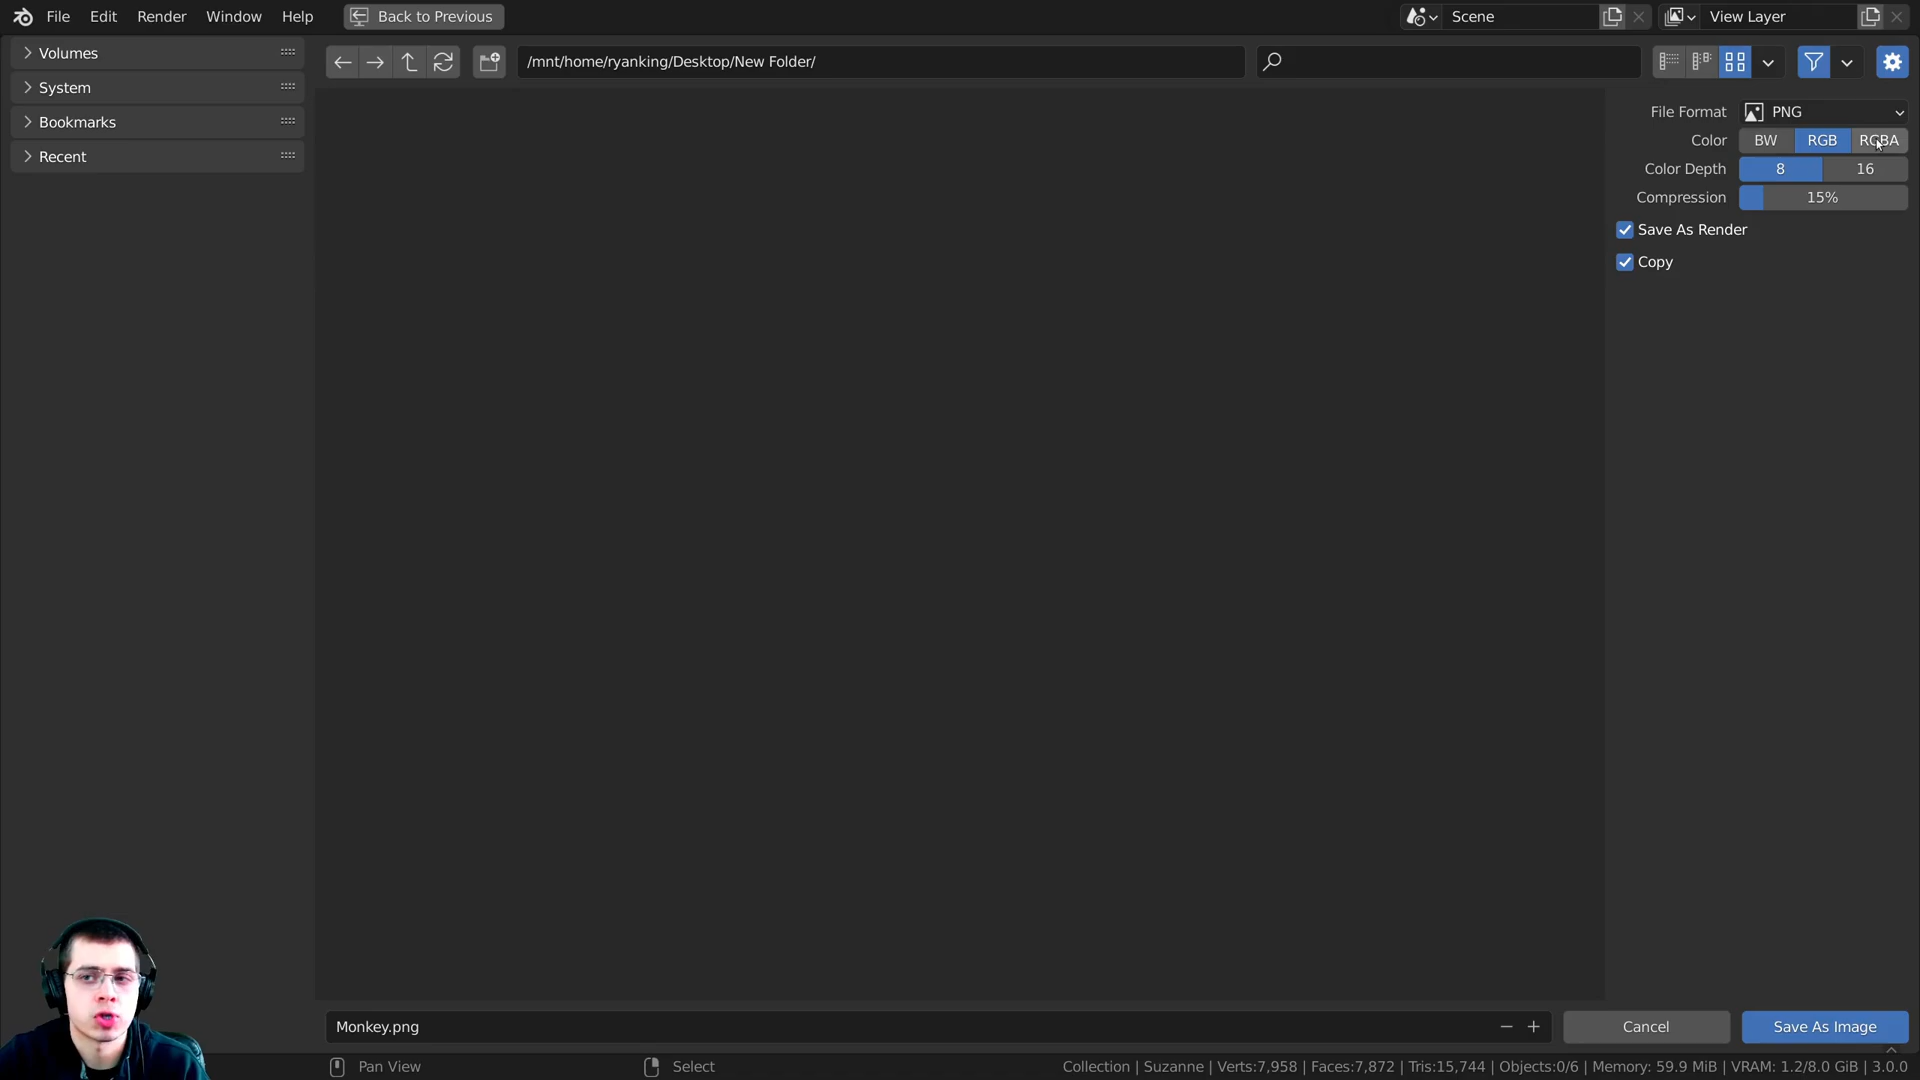 File Edit Render Window Help Back to Previous Scene View Layer
Volumes
System
Bookmarks
Recent
/mnt/home/ryanking/Desktop/New Folder/
File Format PNG
Color BW RGB RGBA
Color Depth 8 16
Compression 15%
Save As Render
Copy
Monkey.png
Cancel Save As Image
Pan View Select Collection | Suzanne | Verts:7,958 | Faces:7,872 | Tris:15,744 | Objects:0/6 | Memory: 59.9 MiB | VRAM: 1.2/8.0 GiB | 3.0.0